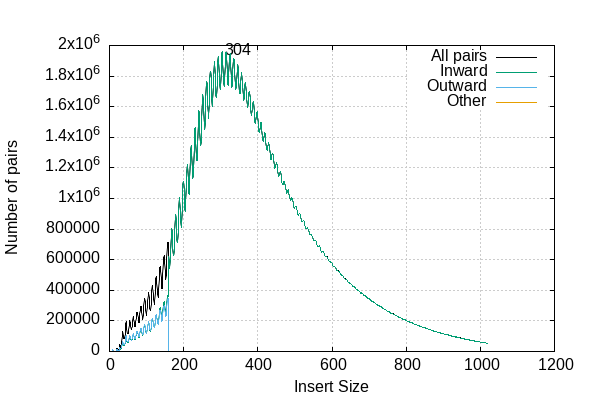 304
2x10^6
1.8x10^6
1.6x10^6
1.4x10^6
1.2x10^6
1x10^6
800000
600000
400000
200000
0
Number of pairs
All pairs
Inward
Outward
Other
0 200 400 600 800 1000 1200
Insert Size